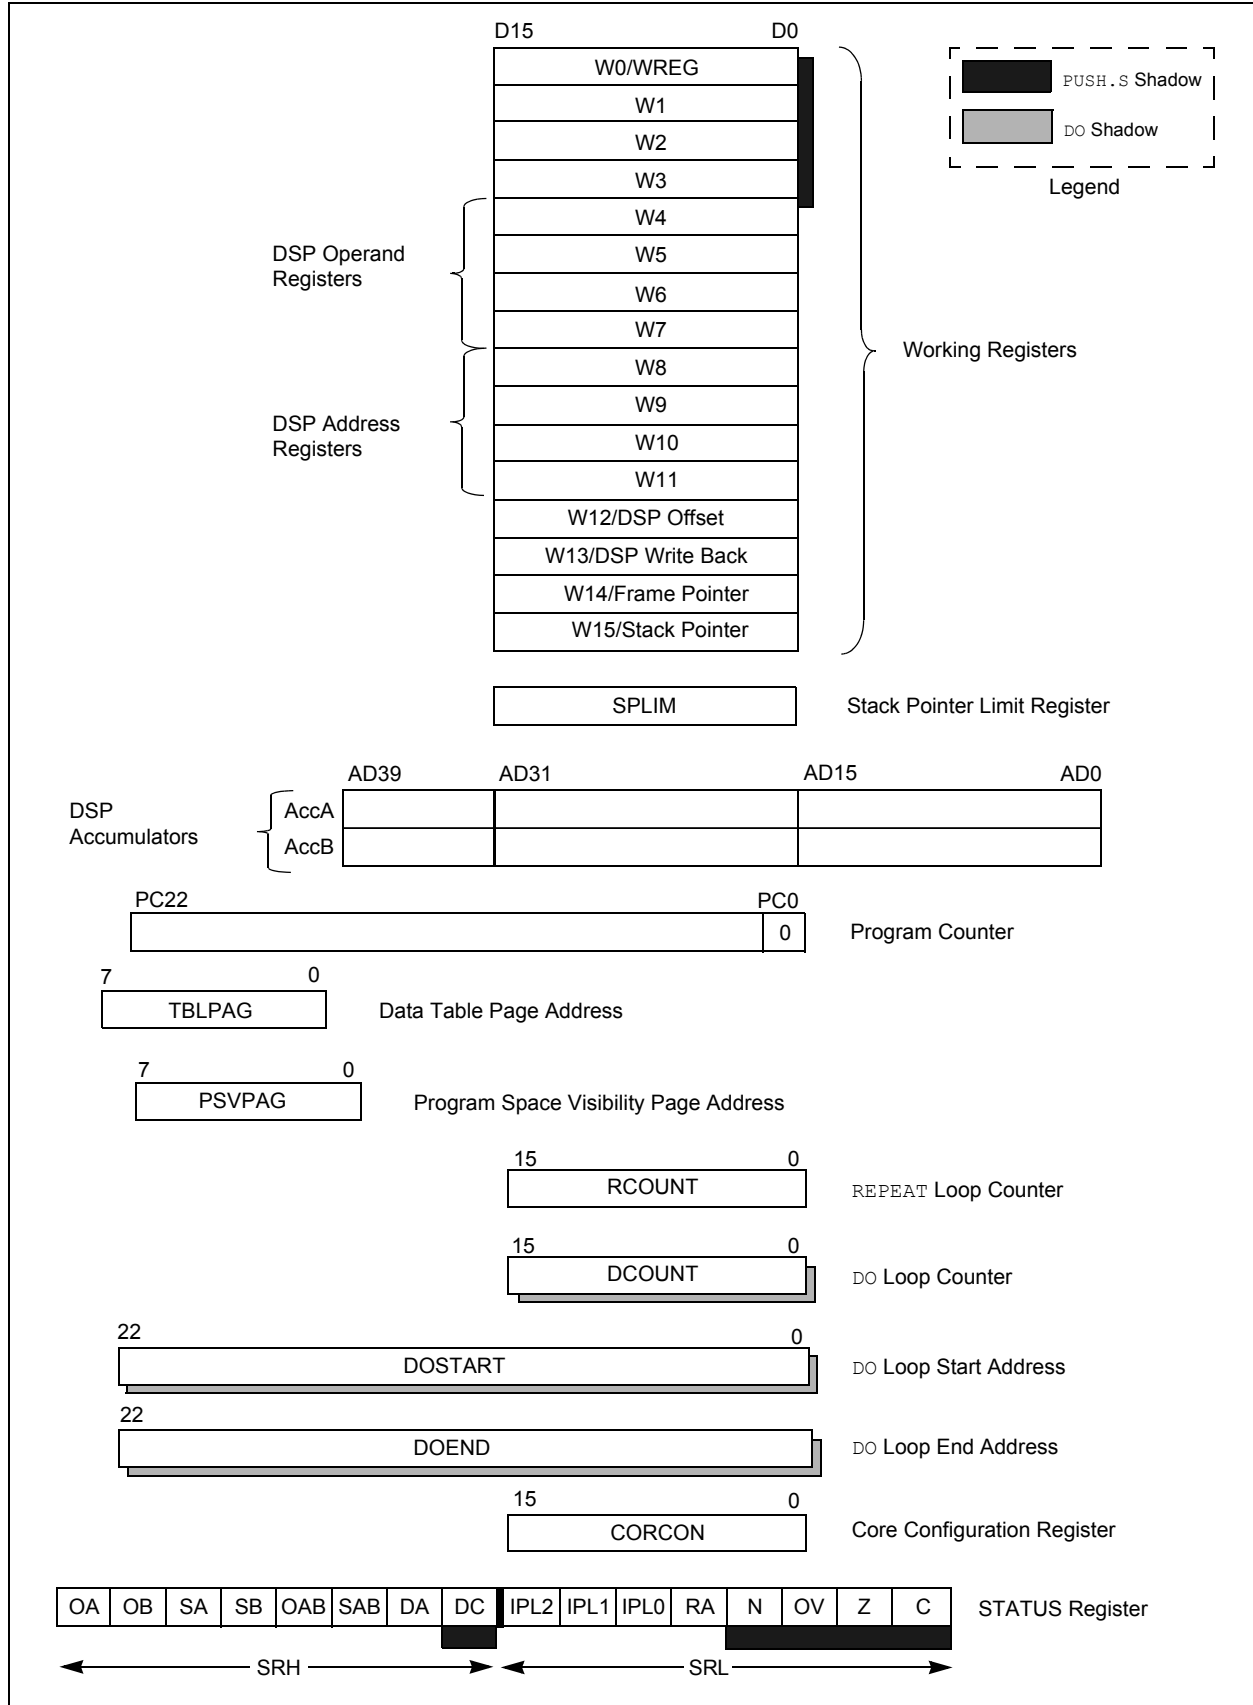 D15 D0
W0/WREG
PUSH.S Shadow
W1
DO Shadow
W2
W3
Legend
W4
DSP Operand
Registers
W5
W6
W7
Working Registers
W8
W9
DSP Address
Registers
W10
W11
W12/DSP Offset
W13/DSP Write Back
W14/Frame Pointer
W15/Stack Pointer
SPLIM Stack Pointer Limit Register
AD39 AD31 AD15 AD0
DSP
Accumulators
AccA
AccB
PC22 PC0
0 Program Counter
7 0
TBLPAG Data Table Page Address
7 0
PSVPAG Program Space Visibility Page Address
15 0
RCOUNT REPEAT Loop Counter
15 0
DCOUNT DO Loop Counter
22 0
DOSTART DO Loop Start Address
22
DOEND DO Loop End Address
15 0
CORCON Core Configuration Register
OA OB SA SB OAB SAB DA DC IPL2 IPL1 IPL0 RA N OV Z C STATUS Register
SRH SRL